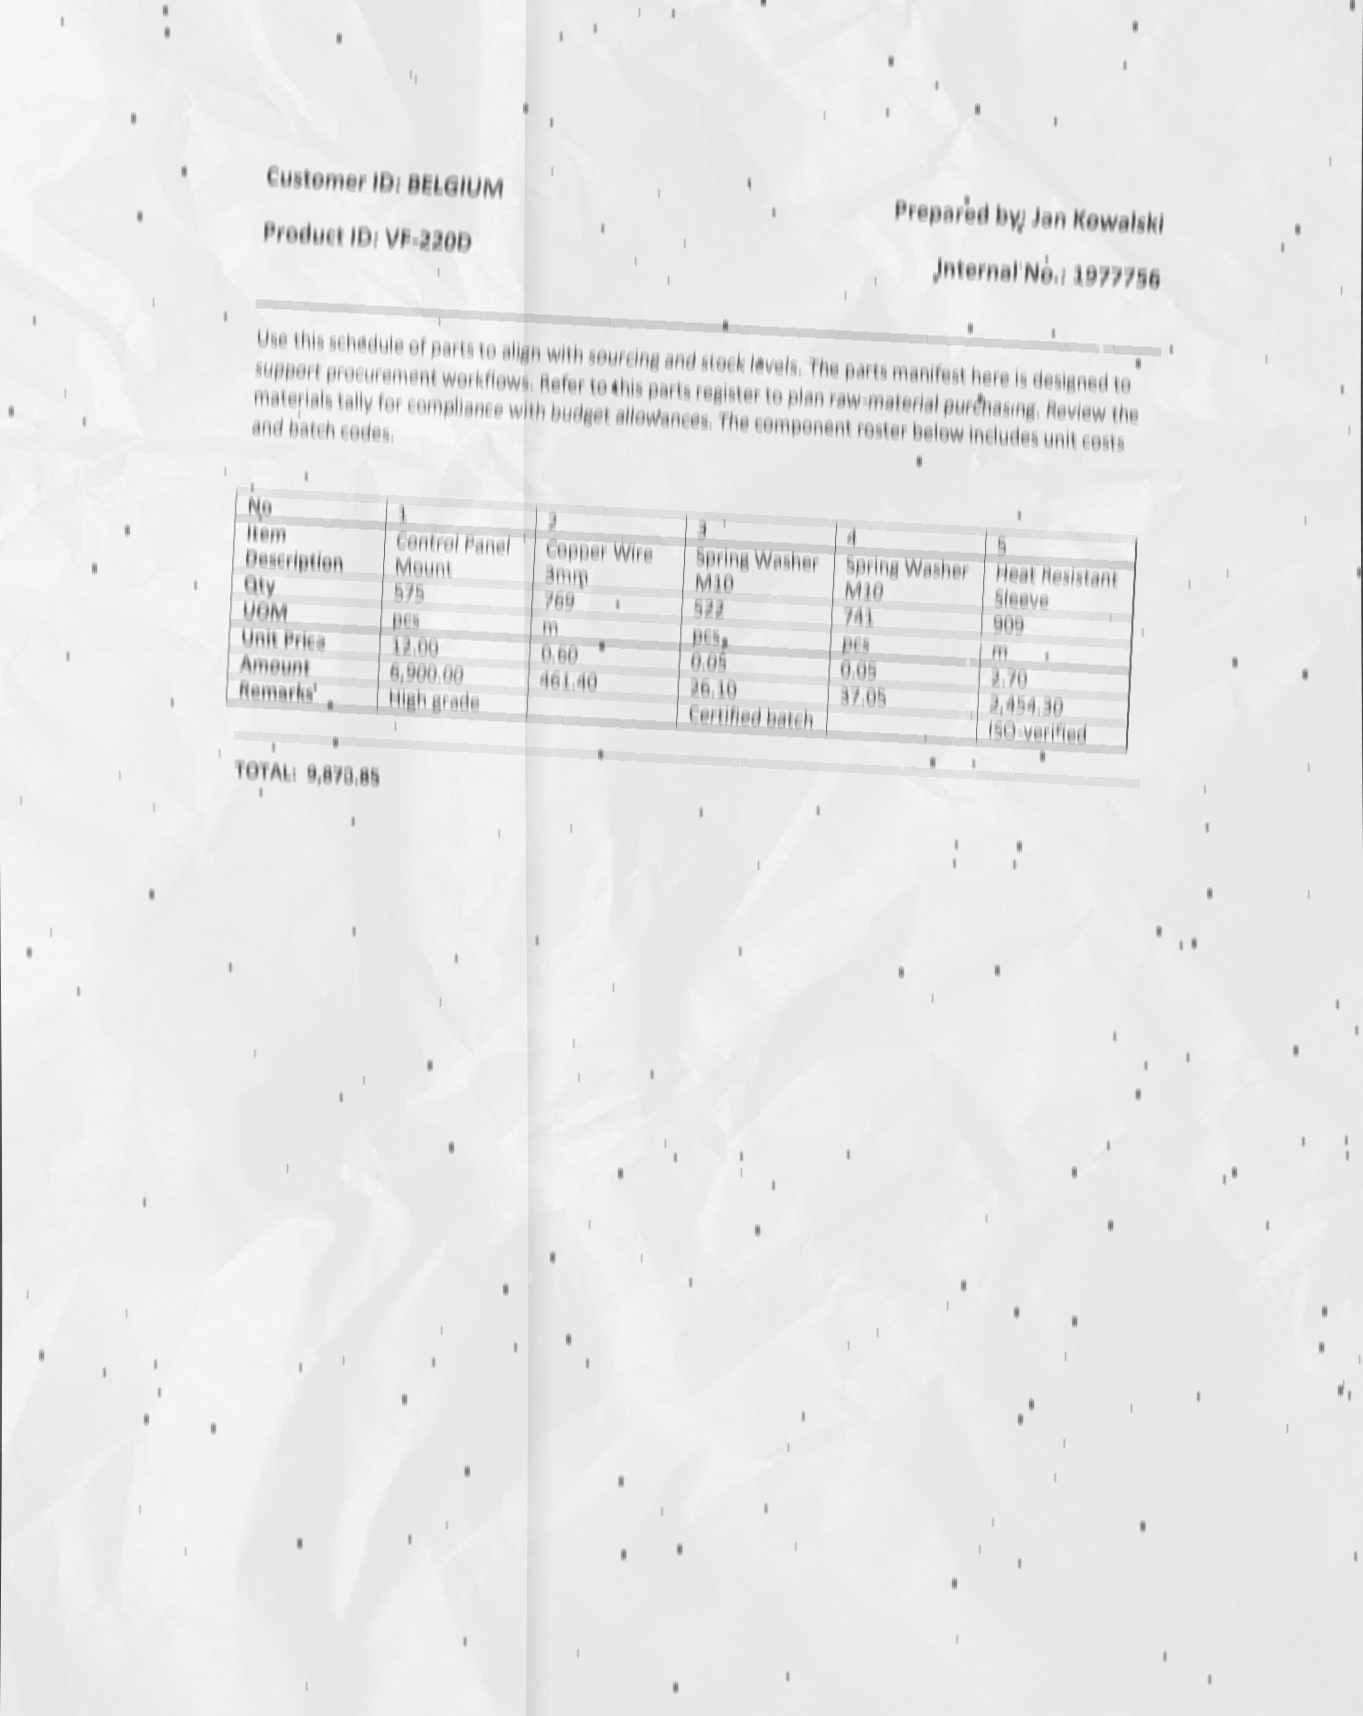 Customer ID: BELGIUM
Prepared by: Jan Kowalski
Product ID: VF-220D
Internal No.: 1977756
Use this schedule of parts to align with sourcing and stock levels. The parts manifest here is designed to
support procurement workflows. Refer to this parts register to plan raw-material purchasing. Review the
materials tally for compliance with budget allowances. The component roster below includes unit costs
and batch codes.
No 1 2 3 4 5
Item Control Panel Copper Wire Spring Washer Spring Washer Heat Resistant
Description Mount 3mm M10 M10 Sleeve
Qty 575 769 522 741 909
UOM pcs m pcs pcs m
Unit Price 12.00 0.60 0.05 0.05 2.70
Amount 6,900.00 461.40 26.10 37.05 2,454.30
Remarks High grade Certified batch ISO-verified
TOTAL: 9,878.85